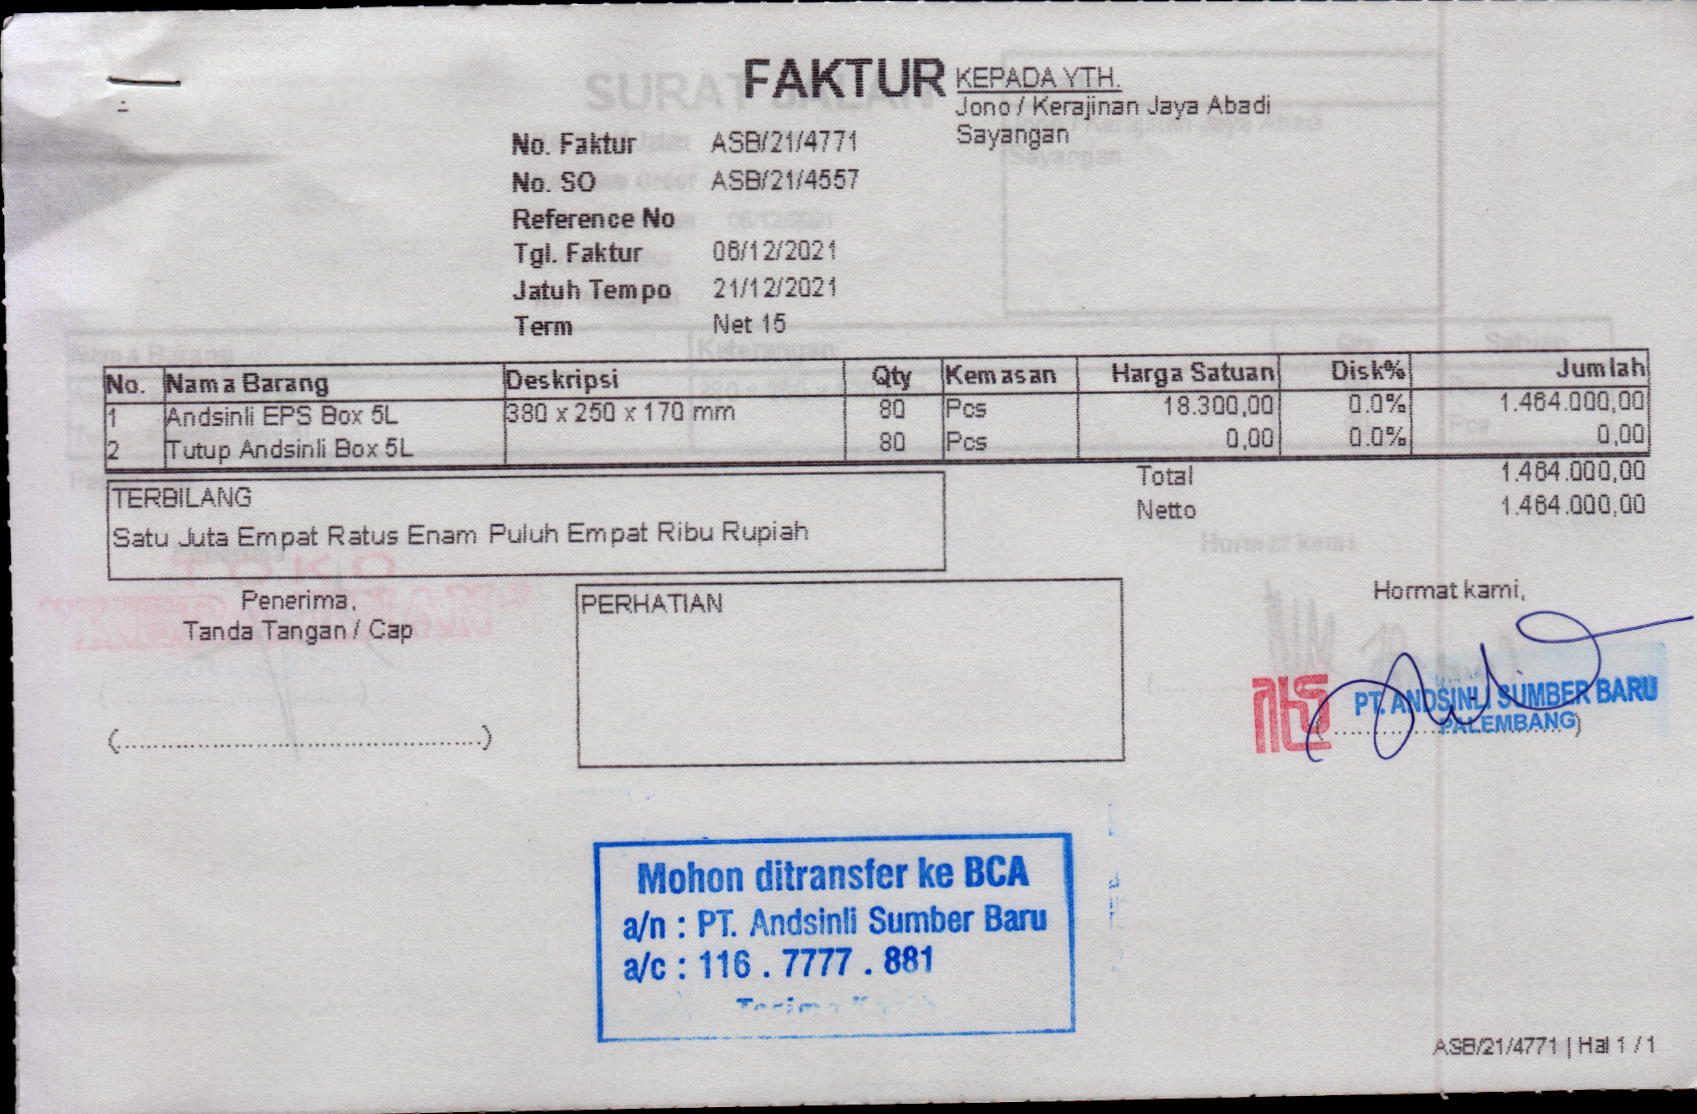 FAKTUR
KEPADA YTH.
Jono / Kerajinan Jaya Abadi
Sayangan
No. Faktur ASB/21/4771
No. SO ASB/21/4557
Reference No
Tgl. Faktur 06/12/2021
Jatuh Tempo 21/12/2021
Term Net 15
No. Nama Barang Deskripsi Qty Kemasan Harga Satuan Disk% Jumlah
1 Andsinli EPS Box 5L 380 x 250 x 170 mm 80 Pcs 18.300,00 0.0% 1.464.000,00
2 Tutup Andsinli Box 5L 80 Pcs 0,00 0.0% 0,00
Total 1.464.000,00
Netto 1.464.000,00
TERBILANG
Satu Juta Empat Ratus Enam Puluh Empat Ribu Rupiah
Penerima,
Tanda Tangan / Cap
PERHATIAN
Hormat kami,
PT. ANDSINLI SUMBER BARU
PALEMBANG
Mohon ditransfer ke BCA
a/n : PT. Andsinli Sumber Baru
a/c : 116 . 7777 . 881
ASB/21/4771 | Hal 1 / 1